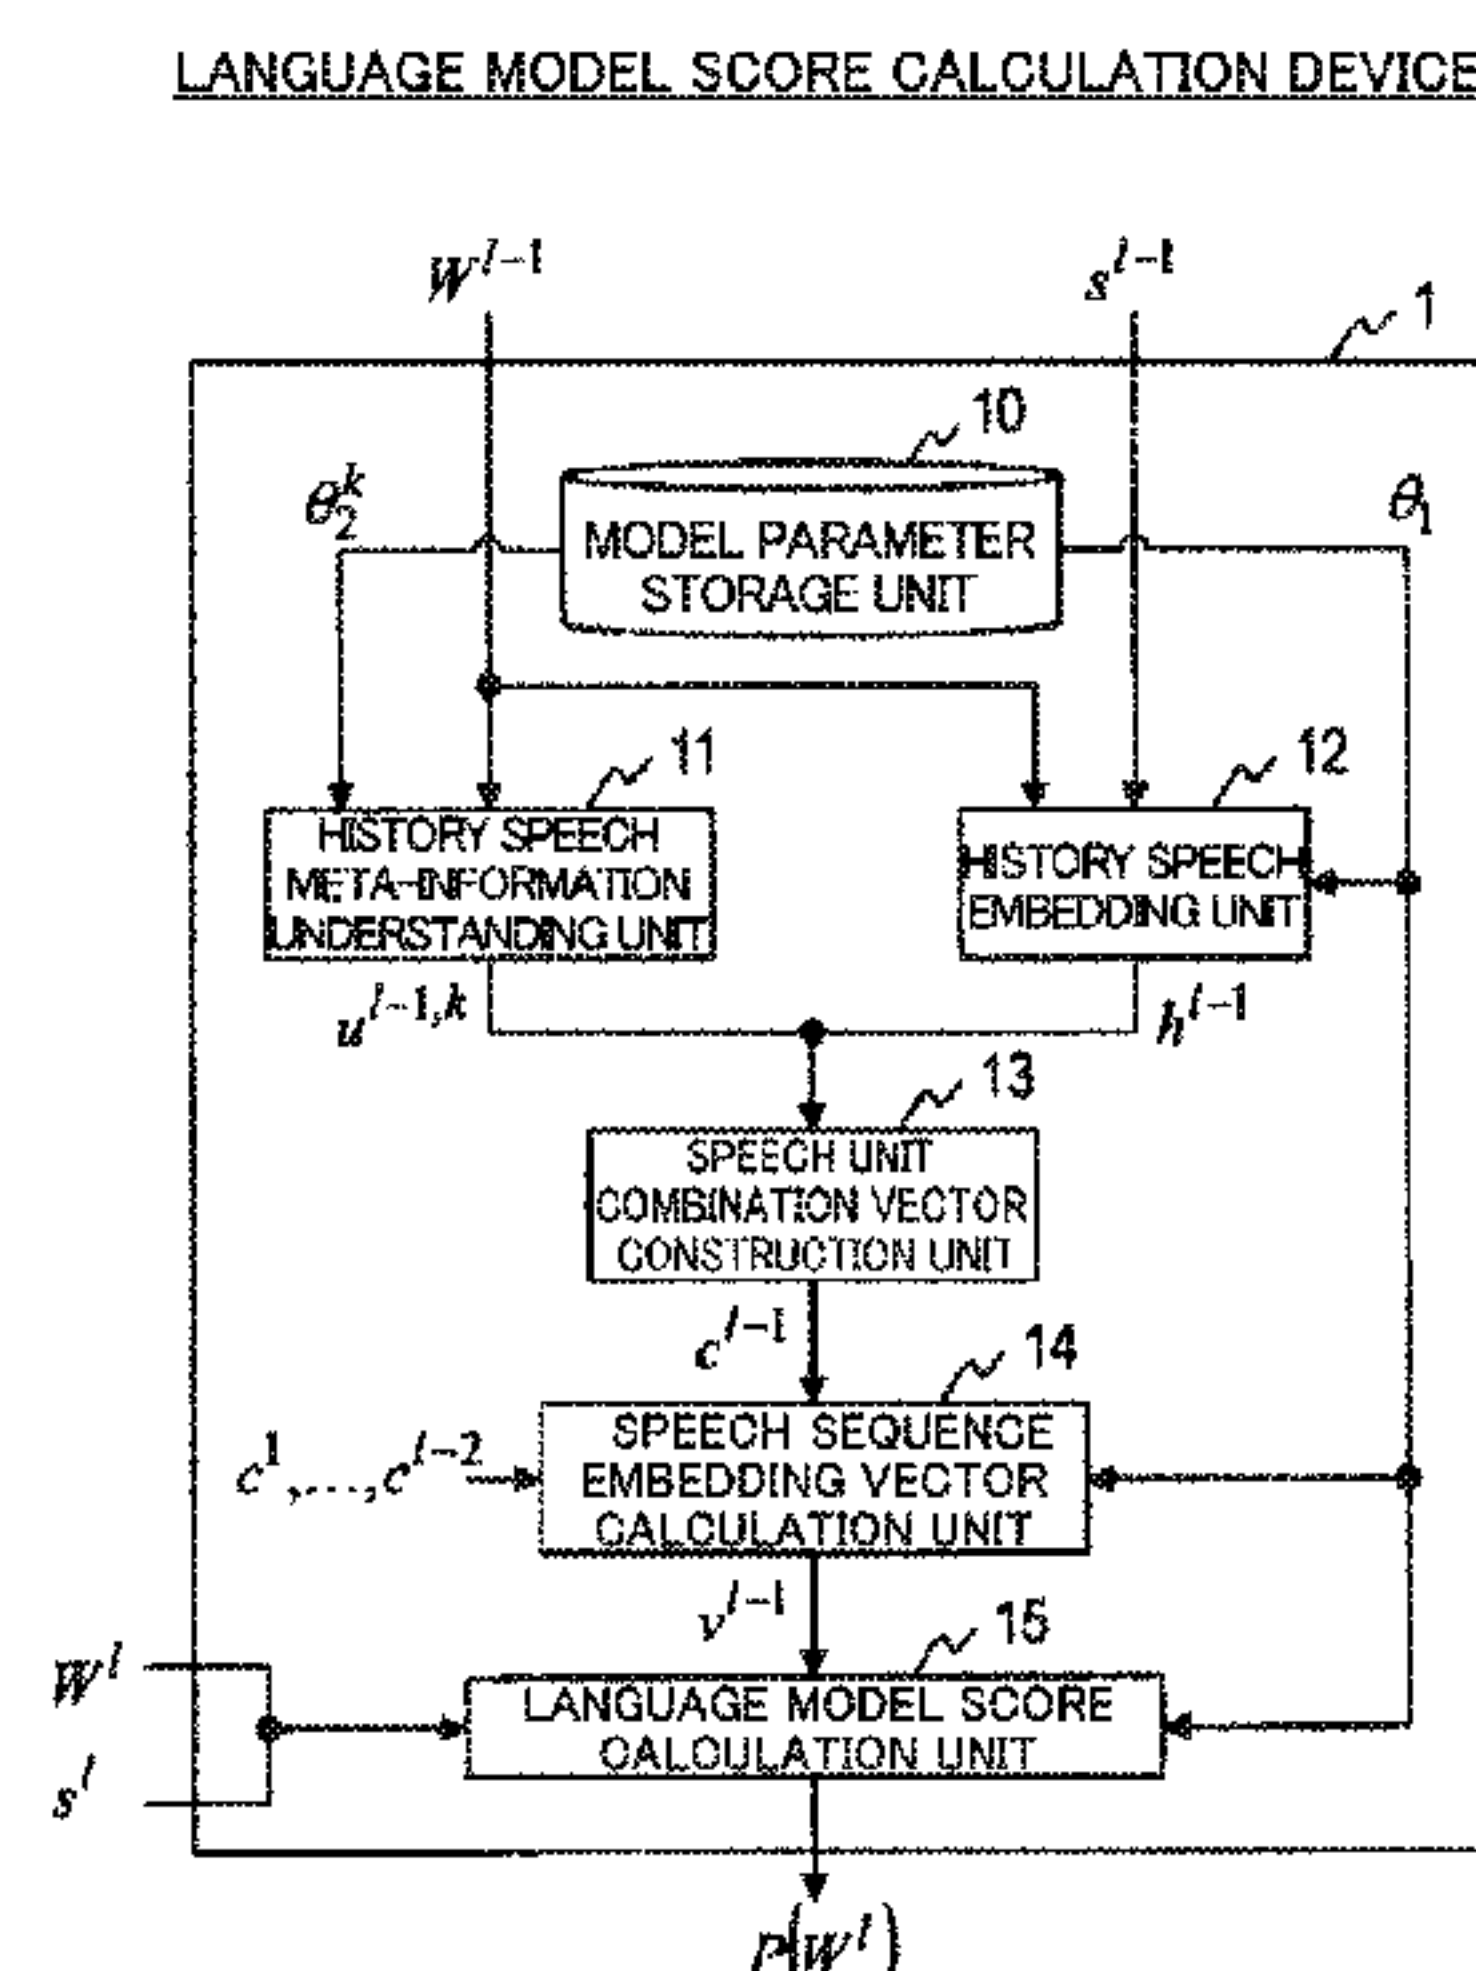 LANGUAGE MODEL SCORE CALCULATION DEVICE
W^{l-1}
s^{l-1}
1
10
θ_2^k
MODEL PARAMETER
STORAGE UNIT
θ_1
11
12
HISTORY SPEECH
META-INFORMATION
UNDERSTANDING UNIT
HISTORY SPEECH
EMBEDDING UNIT
u^{l-1,k}
h^{l-1}
13
SPEECH UNIT
COMBINATION VECTOR
CONSTRUCTION UNIT
c^{l-1}
14
c^1,...,c^{l-2}
SPEECH SEQUENCE
EMBEDDING VECTOR
CALCULATION UNIT
v^{l-1}
15
W^l
s^l
LANGUAGE MODEL SCORE
CALCULATION UNIT
P(W^l)